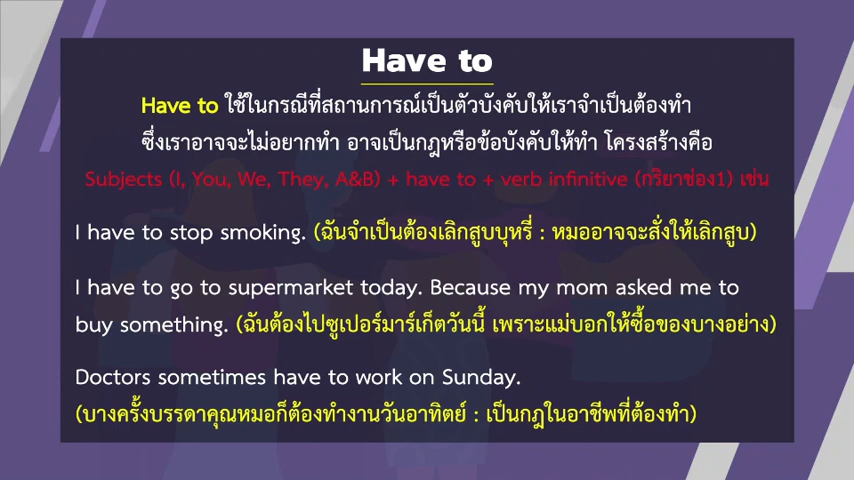 Have to
Have to ใช้ในกรณีที่สถานการณ์เป็นตัวบังคับให้เราจำเป็นต้องทำ
ซึ่งเราอาจจะไม่อยากทำ อาจเป็นกฎหรือข้อบังคับให้ทำ โครงสร้างคือ
Subjects (I, You, We, They, A&B) + have to + verb infinitive (กริยาช่อง1) เช่น
I have to stop smoking. (ฉันจำเป็นต้องเลิกสูบบุหรี่ : หมออาจจะสั่งให้เลิกสูบ)
I have to go to supermarket today. Because my mom asked me to
buy something. (ฉันต้องไปซูเปอร์มาร์เก็ตวันนี้ เพราะแม่บอกให้ซื้อของบางอย่าง)
Doctors sometimes have to work on Sunday.
(บางครั้งบรรดาคุณหมอก็ต้องทำงานวันอาทิตย์ : เป็นกฎในอาชีพที่ต้องทำ)